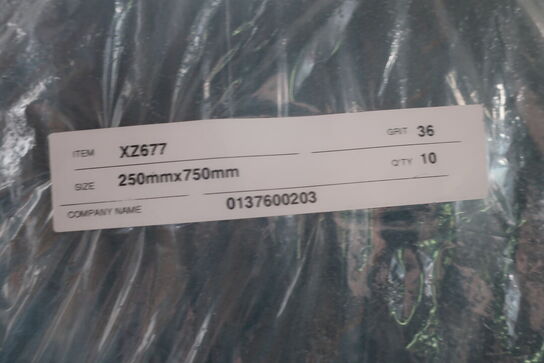 ITEM XZ677 GRIT 36
SIZE 250mmx750mm Q'TY 10
COMPANY NAME 0137600203